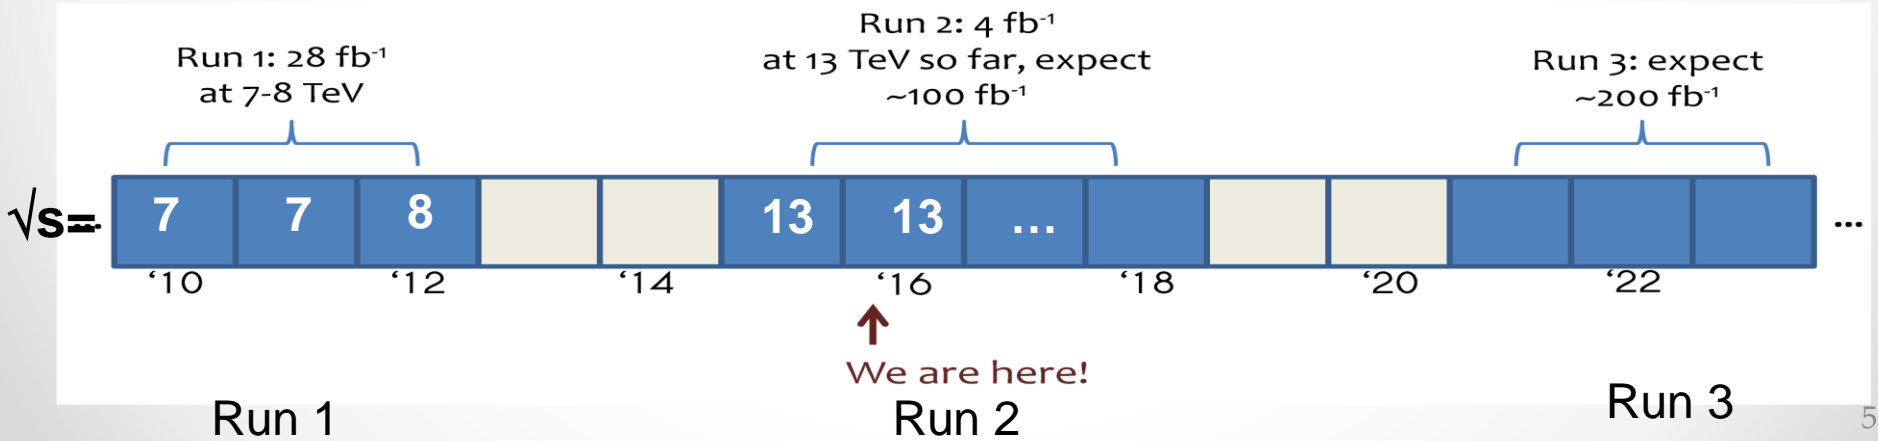 Run 1: 28 fb⁻¹
at 7-8 TeV
Run 2: 4 fb⁻¹
at 13 TeV so far, expect
~100 fb⁻¹
Run 3: expect
~200 fb⁻¹
√s= 7 7 8 13 13 ... ...
‘10 ‘12 ‘14 ‘16 ‘18 ‘20 ‘22
We are here!
Run 1 Run 2 Run 3
5